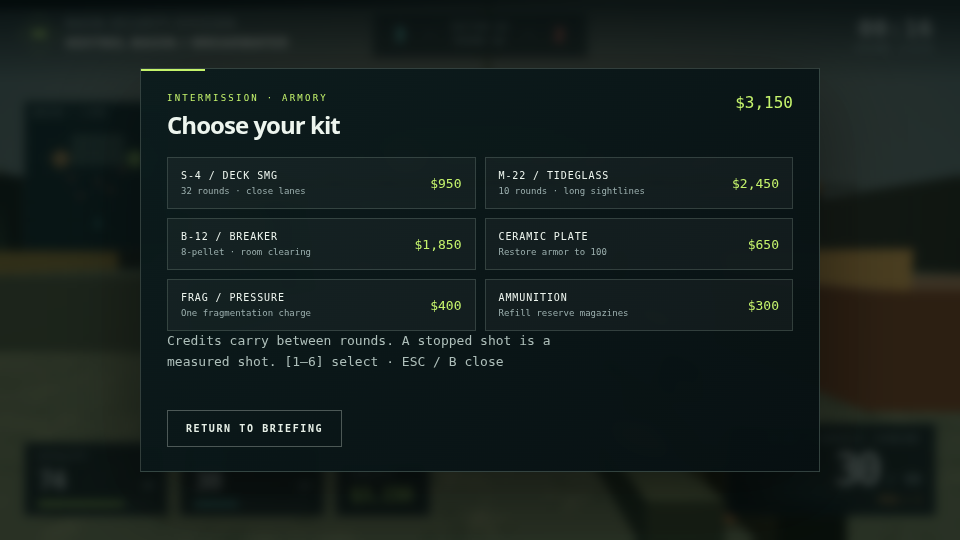 INTERMISSION · ARMORY
$3,150
Choose your kit
S-4 / DECK SMG
32 rounds · close lanes
$950
M-22 / TIDEGLASS
10 rounds · long sightlines
$2,450
B-12 / BREAKER
8-pellet · room clearing
$1,850
CERAMIC PLATE
Restore armor to 100
$650
FRAG / PRESSURE
One fragmentation charge
$400
AMMUNITION
Refill reserve magazines
$300
Credits carry between rounds. A stopped shot is a
measured shot. [1–6] select · ESC / B close
RETURN TO BRIEFING
30